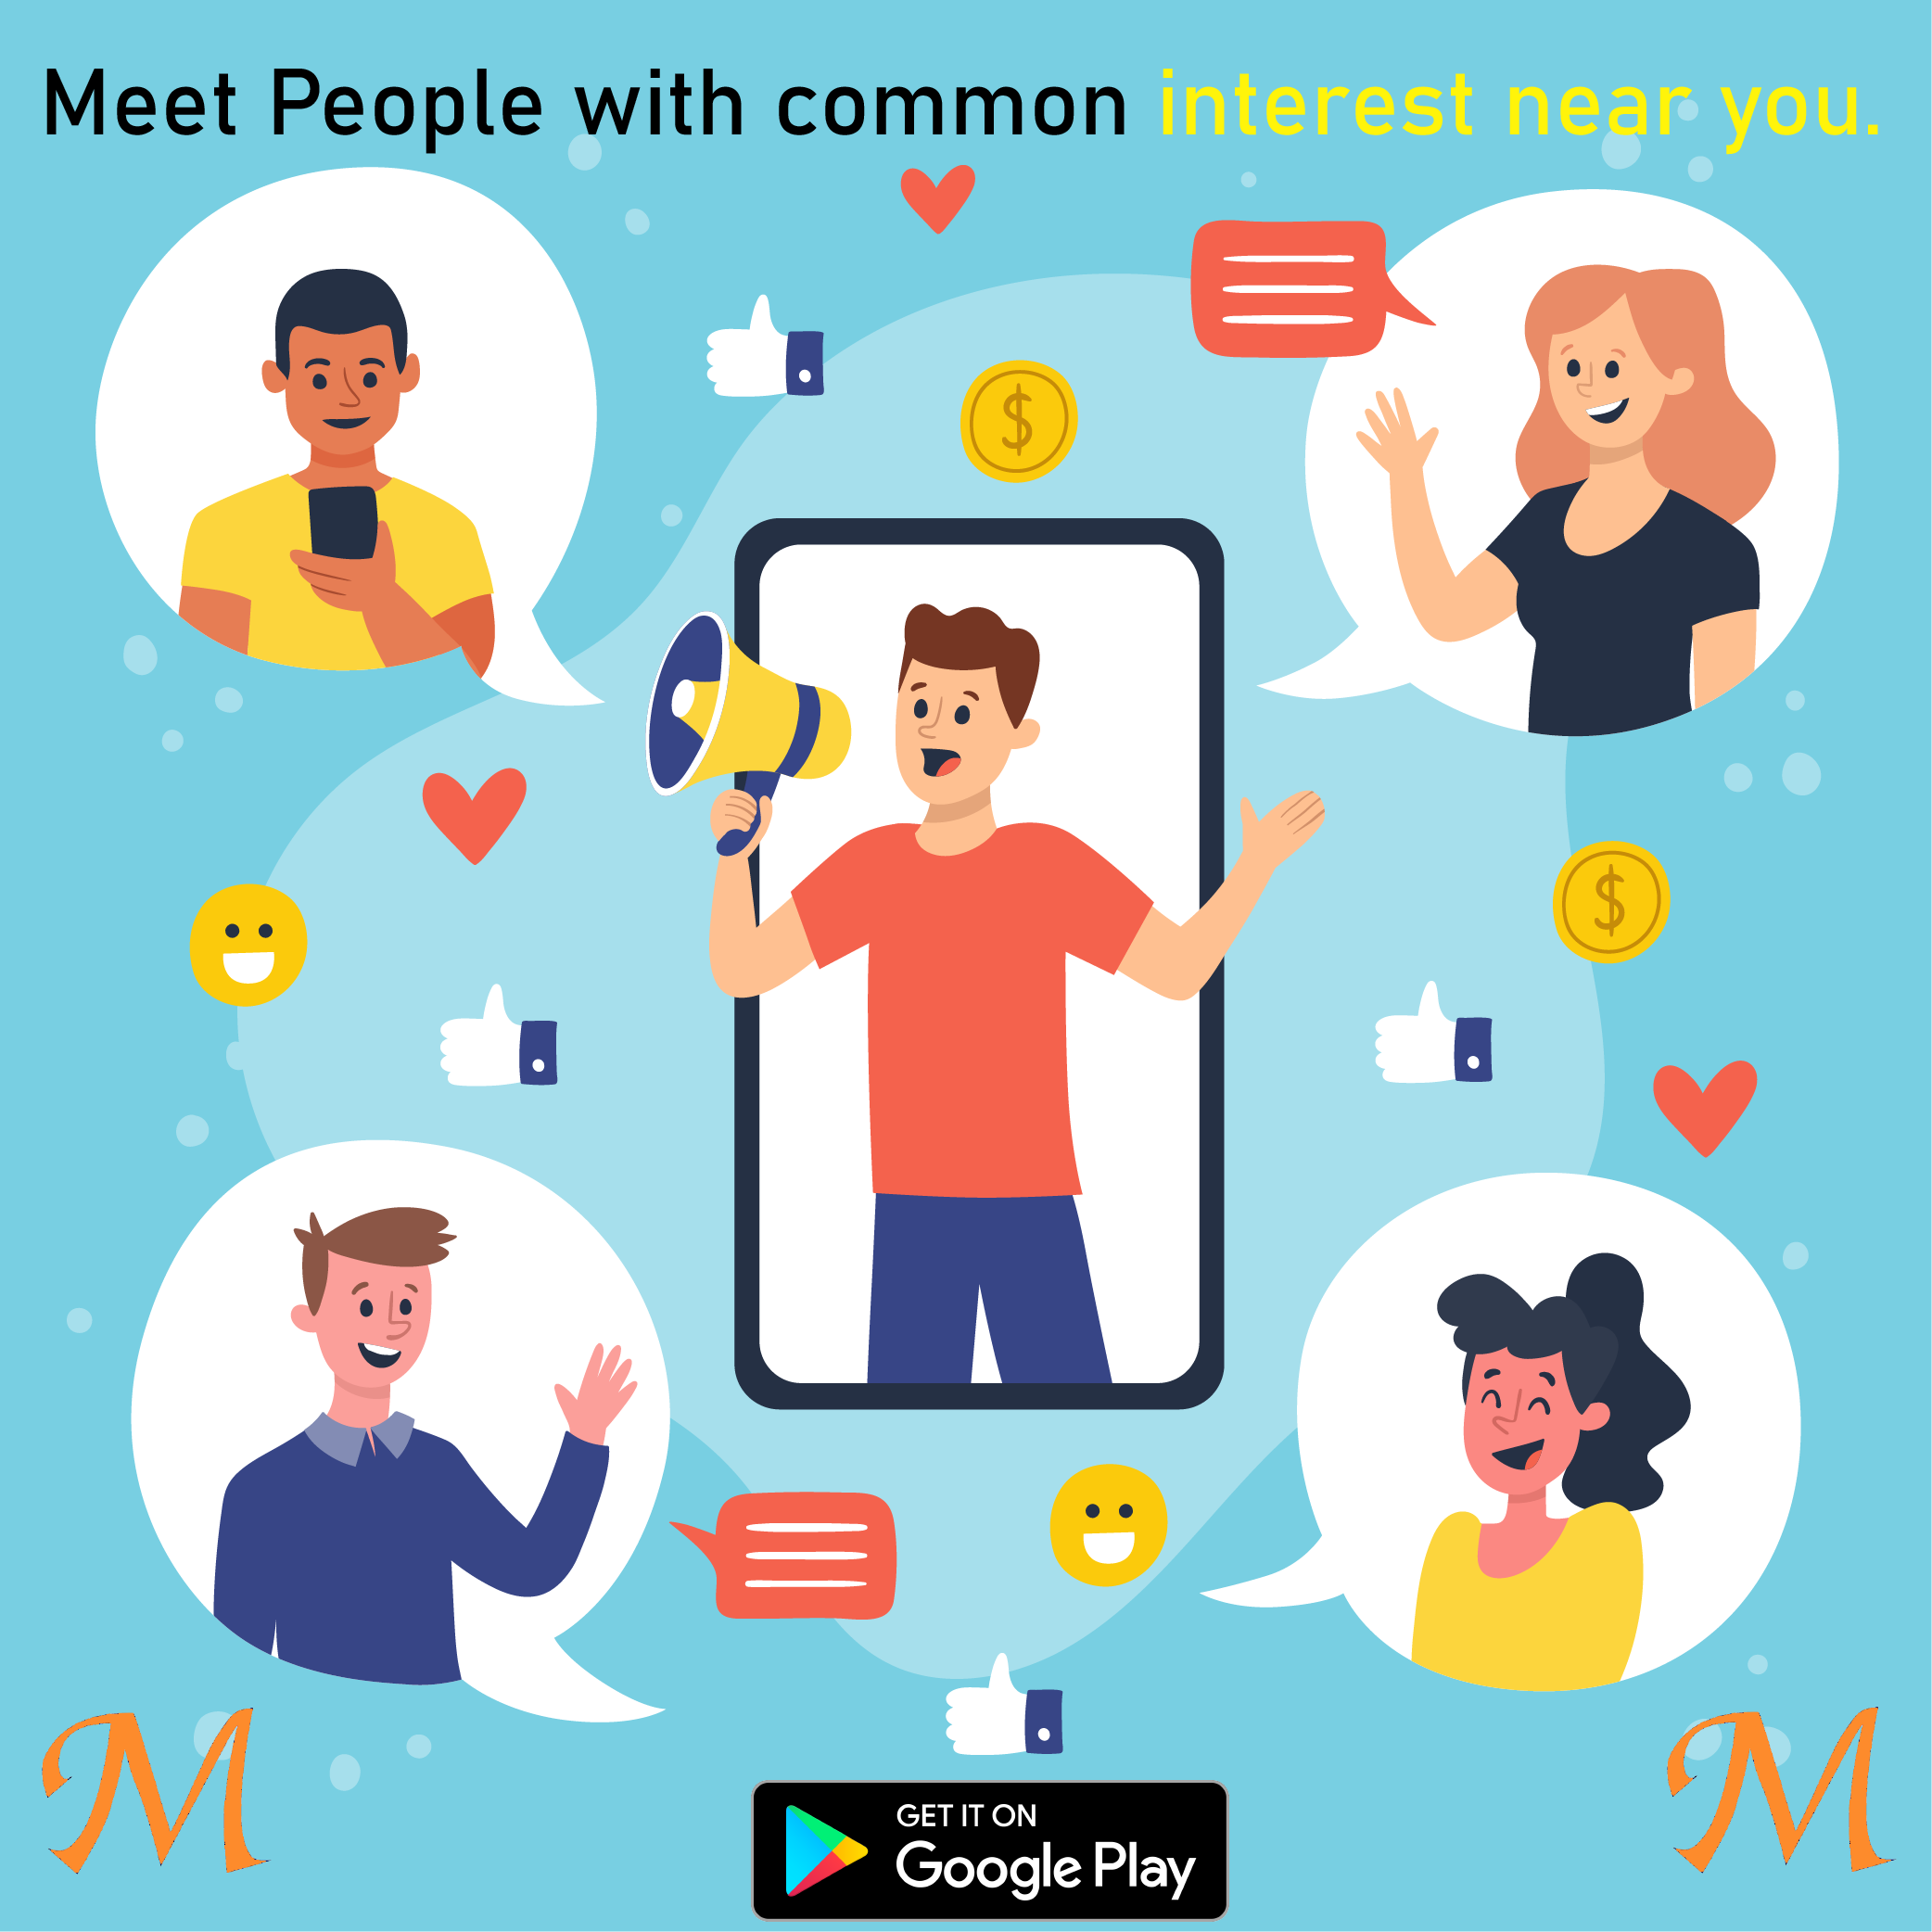 Meet People with common interest near you.
$
$
M
M
GET IT ON
Google Play